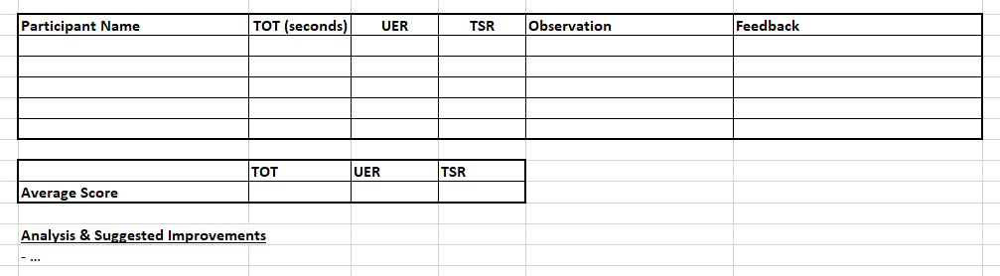 Participant Name TOT (seconds) UER TSR Observation Feedback
TOT UER TSR
Average Score
Analysis & Suggested Improvements
- ...